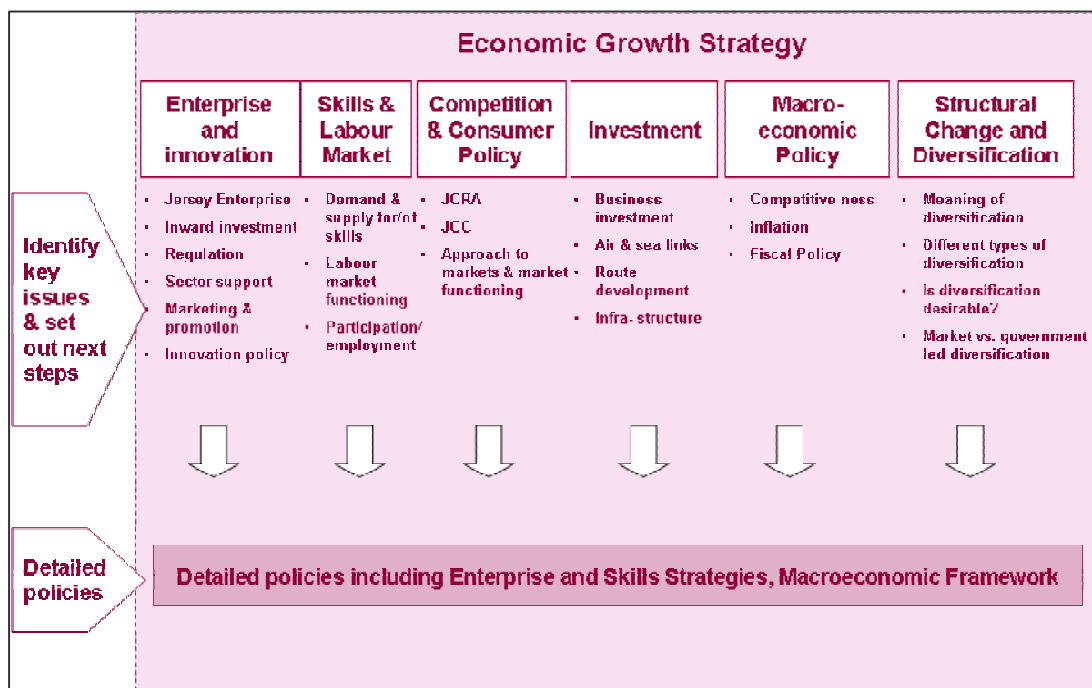 Economic Growth Strategy
Enterprise
and
innovation
Skills &
Labour
Market
Competition
& Consumer
Policy
Investment
Macro-
economic
Policy
Structural
Change and
Diversification
Identify
key
issues
& set
out next
steps
• Jersey Enterprise
• Inward investment
• Regulation
• Sector support
• Marketing &
promotion
• Innovation policy
• Demand &
supply for/of
skills
• Labour
market
functioning
• Participation/
employment
• JCRA
• JCC
• Approach to
markets & market
functioning
• Business
investment
• Air & sea links
• Route
development
• Infra- structure
• Competitive ness
• Inflation
• Fiscal Policy
• Meaning of
diversification
• Different types of
diversification
• Is diversification
desirable?
• Market vs. government
led diversification
Detailed
policies
Detailed policies including Enterprise and Skills Strategies, Macroeconomic Framework